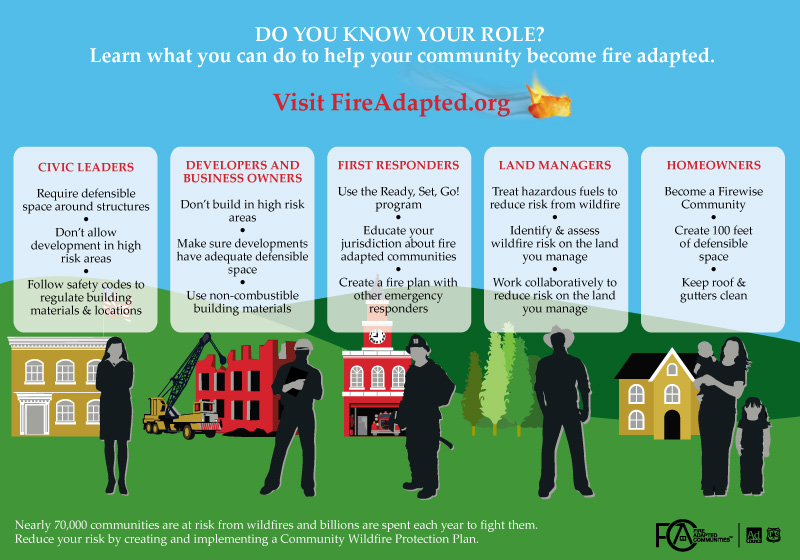 DO YOU KNOW YOUR ROLE?
Learn what you can do to help your community become fire adapted.
Visit FireAdapted.org
CIVIC LEADERS
Require defensible
space around structures
•
Don't allow
development in high
risk areas
•
Follow safety codes to
regulate building
materials & locations
DEVELOPERS AND
BUSINESS OWNERS
Don't build in high risk
areas
•
Make sure developments
have adequate defensible
space
•
Use non-combustible
building materials
FIRST RESPONDERS
Use the Ready, Set, Go!
program
•
Educate your
jurisdiction about fire
adapted communities
•
Create a fire plan with
other emergency
responders
LAND MANAGERS
Treat hazardous fuels to
reduce risk from wildfire
•
Identify & assess
wildfire risk on the land
you manage
•
Work collaboratively to
reduce risk on the land
you manage
HOMEOWNERS
Become a Firewise
Community
•
Create 100 feet
of defensible
space
•
Keep roof &
gutters clean
Nearly 70,000 communities are at risk from wildfires and billions are spent each year to fight them.
Reduce your risk by creating and implementing a Community Wildfire Protection Plan.
FAC
FIRE
ADAPTED
COMMUNITIES™
Ad